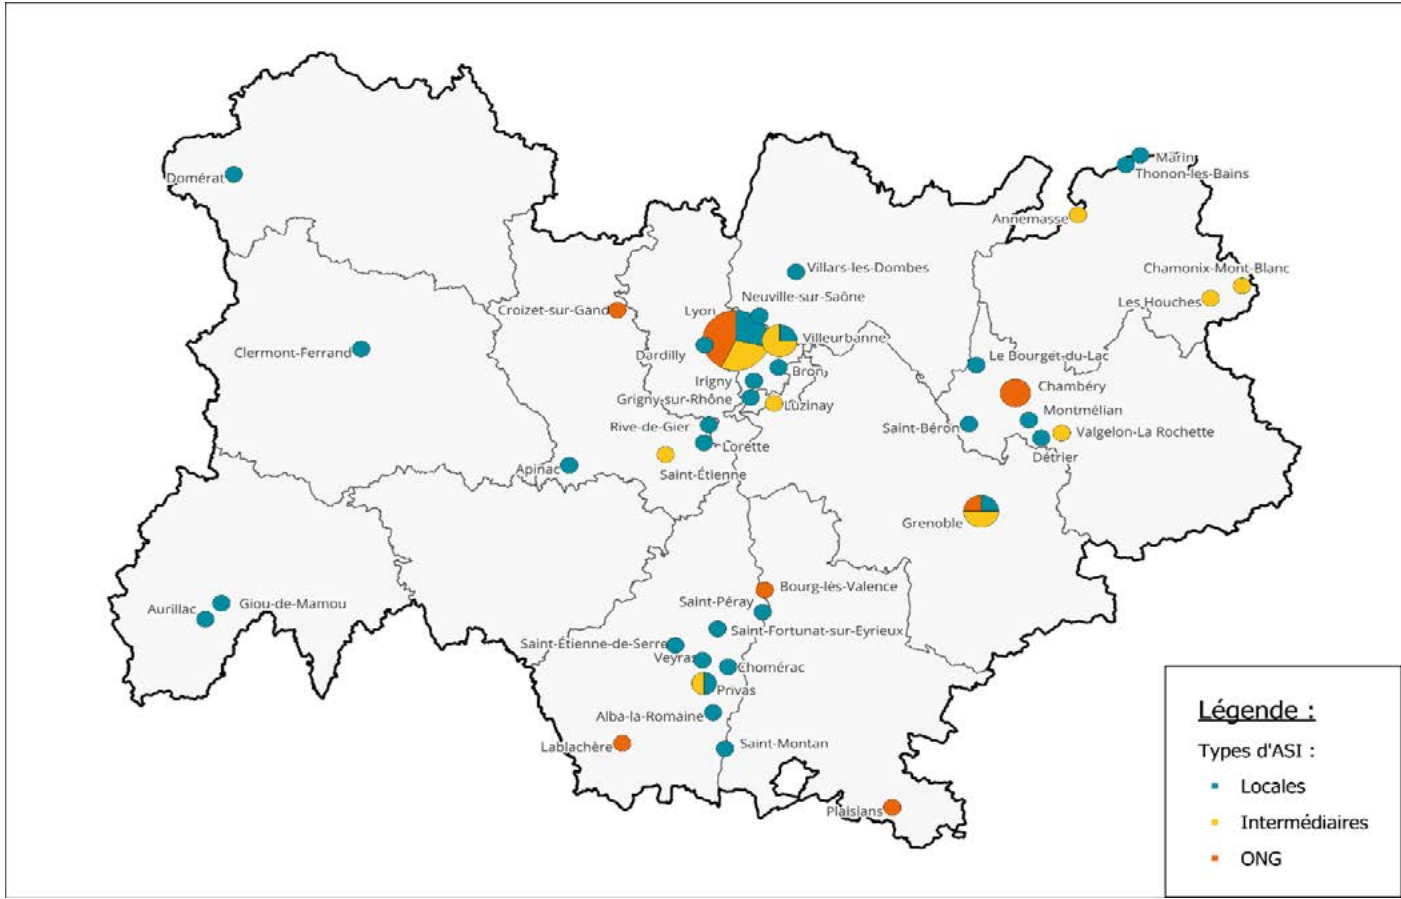 Marin
Thonon-les-Bains
Domérat
Annemasse
Villars-les-Dombes
Chamonix-Mont-Blanc
Neuville-sur-Saône
Les Houches
Croizet-sur-Gand
Lyon
Villeurbanne
Clermont-Ferrand
Dardilly
Le Bourget-du-Lac
Bron
Irigny
Chambéry
Grigny-sur-Rhône
Luzinay
Montmélian
Rive-de-Gier
Saint-Béron
Valgelon-La Rochette
Lorette
Détrier
Apinac
Saint-Étienne
Grenoble
Bourg-lès-Valence
Saint-Péray
Giou-de-Mamou
Aurillac
Saint-Fortunat-sur-Eyrieux
Saint-Étienne-de-Serre
Veyras
Chomérac
Privas
Alba-la-Romaine
Saint-Montan
Lablachère
Plaisians
Légende :
Types d'ASI :
Locales
Intermédiaires
ONG